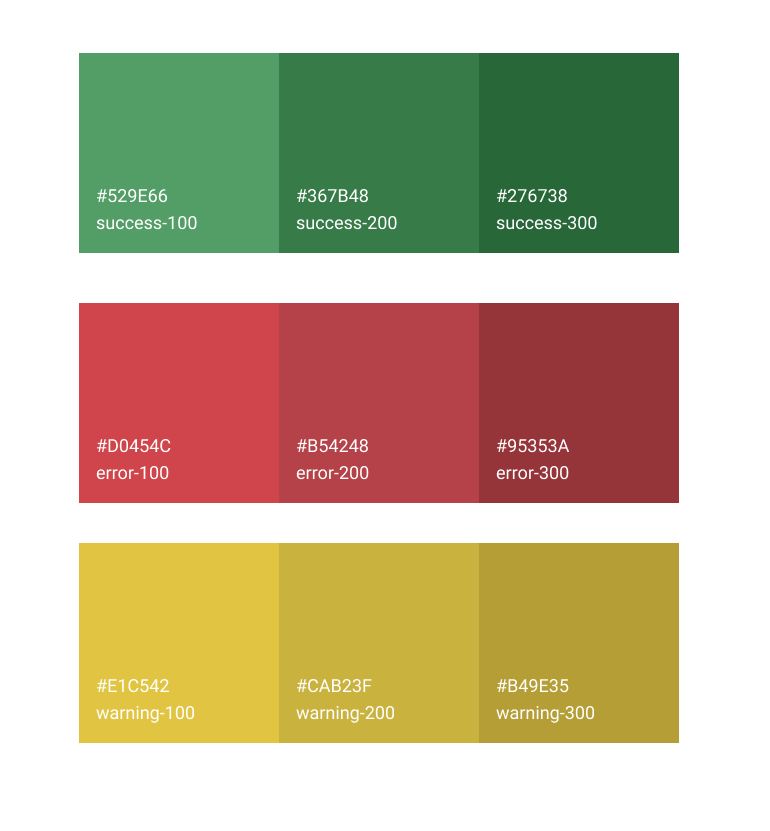 #529E66
success-100
#367B48
success-200
#276738
success-300
#D0454C
error-100
#B54248
error-200
#95353A
error-300
#E1C542
warning-100
#CAB23F
warning-200
#B49E35
warning-300